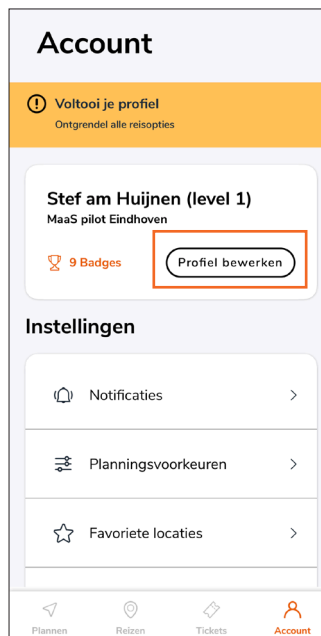 Account
Voltooi je profiel
Ontgrendel alle reisopties
Stef am Huijnen (level 1)
MaaS pilot Eindhoven
9 Badges
Profiel bewerken
Instellingen
Notificaties
Planningsvoorkeuren
Favoriete locaties
Plannen
Reizen
Tickets
Account